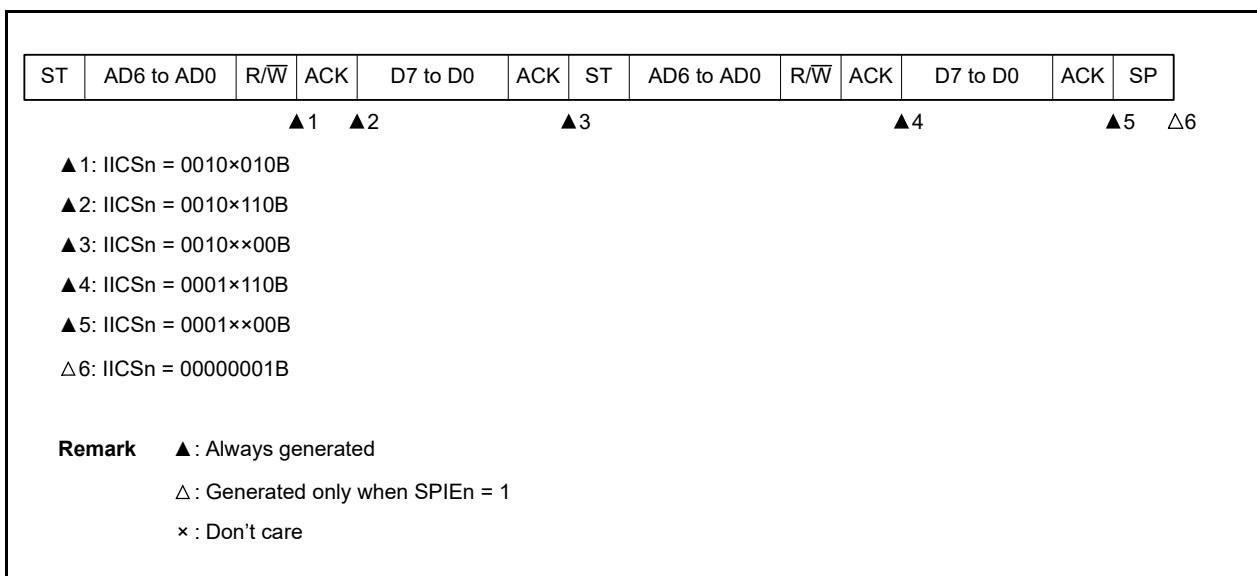 ST AD6 to AD0 R/W̅ ACK D7 to D0 ACK ST AD6 to AD0 R/W̅ ACK D7 to D0 ACK SP
▲1 ▲2 ▲3 ▲4 ▲5 △6
▲1: IICSn = 0010×010B
▲2: IICSn = 0010×110B
▲3: IICSn = 0010××00B
▲4: IICSn = 0001×110B
▲5: IICSn = 0001××00B
△6: IICSn = 00000001B
Remark ▲: Always generated
△: Generated only when SPIEn = 1
×: Don't care